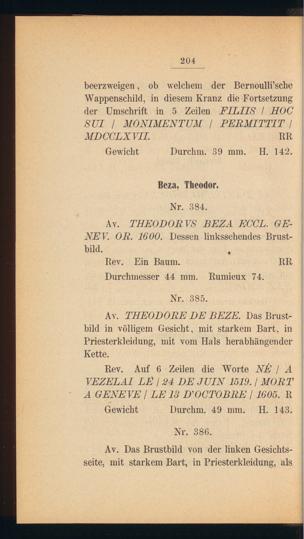 204
beerzweigen, ob welchem der Bernoulli'sche
Wappenschild, in diesem Kranz die Fortsetzung
der Umschrift in 5 Zeilen FILIIS / HOC
SUI / MONIMENTUM / PERMITTIT /
MDCCLXVII. RR
Gewicht Durchm. 39 mm. H. 142.
Beza, Theodor.
Nr. 384.
Av. THEODORVS BEZA ECCL. GE-
NEV. OR. 1600. Dessen linkssehendes Brust-
bild.
Rev. Ein Baum. RR
Durchmesser 44 mm. Rumieux 74.
Nr. 385.
Av. THEODORE DE BEZE. Das Brust-
bild in völligem Gesicht, mit starkem Bart, in
Priesterkleidung, mit vom Hals herabhängender
Kette.
Rev. Auf 6 Zeilen die Worte NÉ / A
VEZELAI LE / 24 DE JUIN 1519. / MORT
A GENEVE / LE 13 D'OCTOBRE / 1605. R
Gewicht Durchm. 49 mm. H. 143.
Nr. 386.
Av. Das Brustbild von der linken Gesichts-
seite, mit starkem Bart, in Priesterkleidung, als